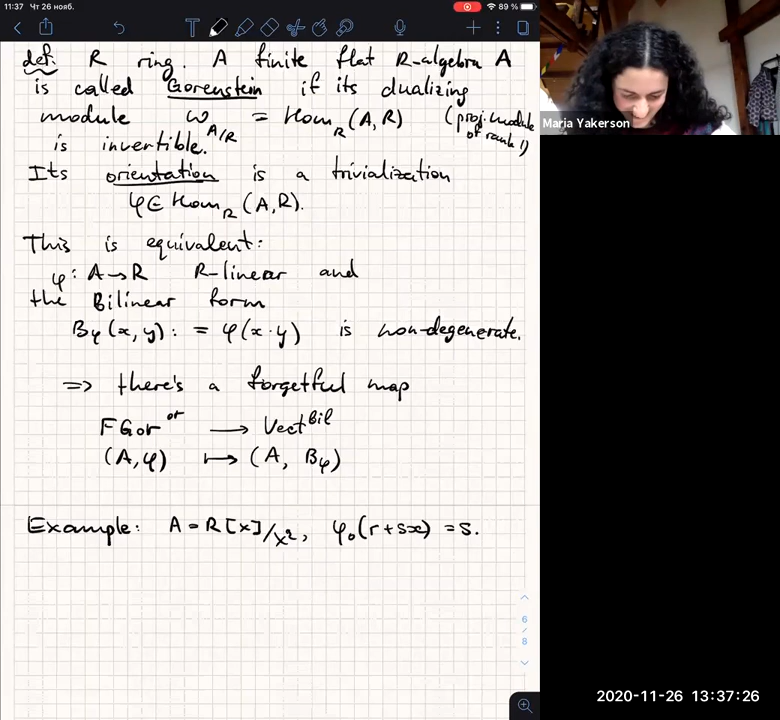 11:37 Чт 26 нояб.
89 %
def: R ring. A finite flat R-algebra A
is called Gorenstein if its dualizing
module ω_{A/R} = Hom_R (A, R) (proj. module of rank 1)
is invertible.
Its orientation is a trivialization
φ ∈ Hom_R (A, R).
This is equivalent:
φ: A → R R-linear and
the Bilinear form
B_φ (x, y) : = φ(x · y) is non-degenerate.
=> there's a forgetful map
FGor^{or} → Vect^{Bil}
(A, φ) ↦ (A, B_φ)
Example: A = R[x]/x², φ₀(r+sx) = s.
6
/
8
Maria Yakerson
2020-11-26 13:37:26